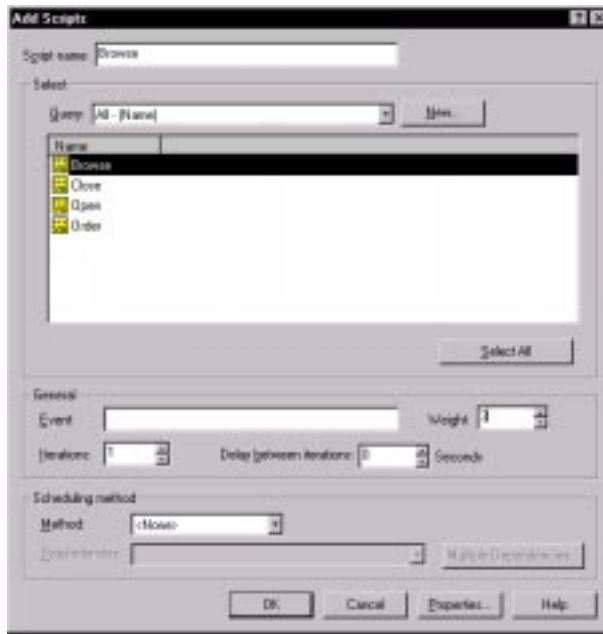 Add Scripts
Script name: Browse
Select
Query: All - (Name) New...
Name
Browse
Close
Open
Order
Select All
General
Event Weight:
Iterations: 1 Delay between iterations: 0 Seconds
Scheduling method
Method: <None>
Multiple Dependencies
OK Cancel Properties... Help